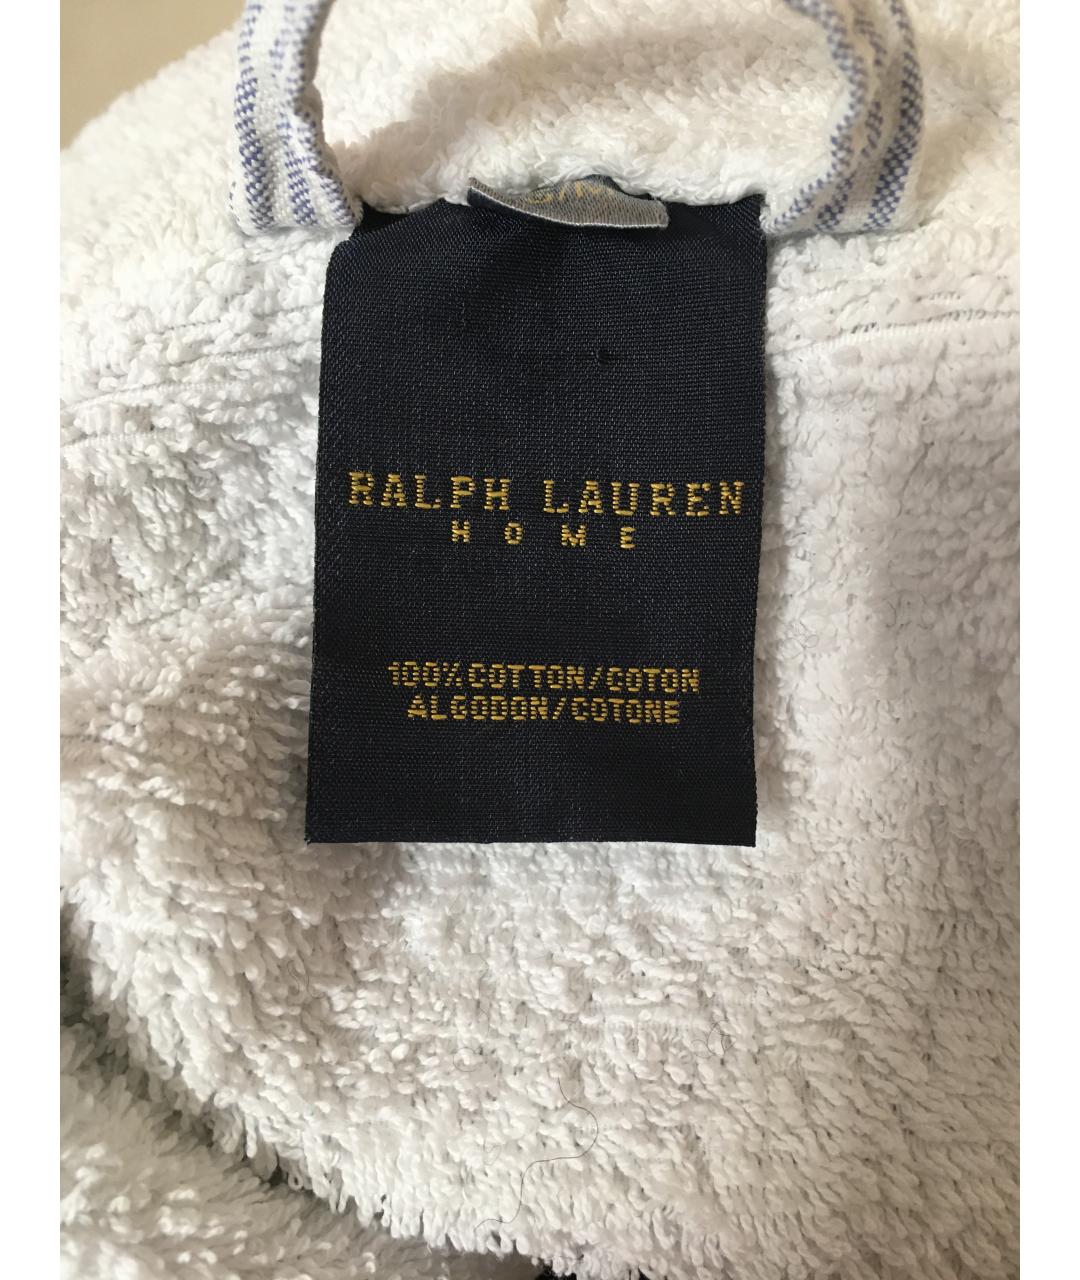 S/M
RALPH LAUREN
HOME
100% COTTON/COTON
ALGODON/COTONE